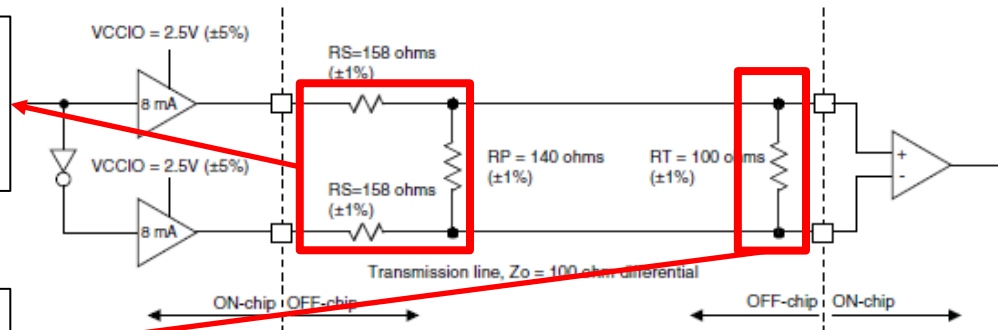 VCCIO = 2.5V (±5%)
RS=158 ohms
(±1%)
8 mA
VCCIO = 2.5V (±5%)
RP = 140 ohms
(±1%)
RT = 100 ohms
(±1%)
+
-
RS=158 ohms
(±1%)
8 mA
Transmission line, Zo = 100 ohm differential
ON-chip
OFF-chip
OFF-chip
ON-chip